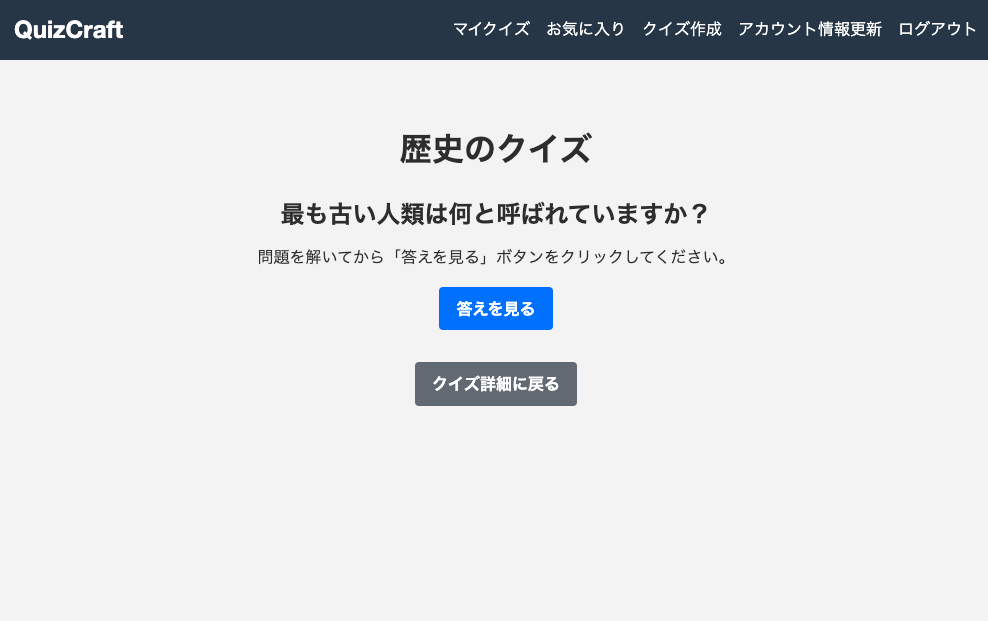 QuizCraft
マイクイズ お気に入り クイズ作成 アカウント情報更新 ログアウト
歴史のクイズ
最も古い人類は何と呼ばれていますか？
問題を解いてから「答えを見る」ボタンをクリックしてください。
答えを見る
クイズ詳細に戻る